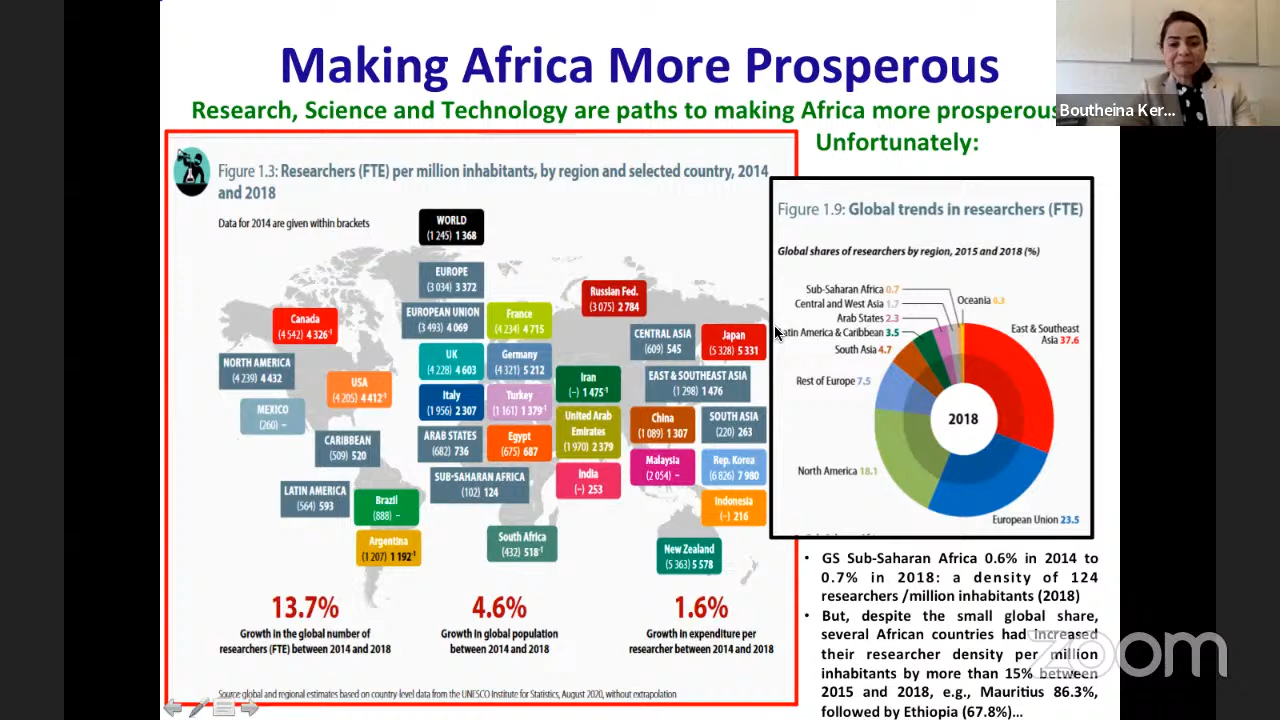 Making Africa More Prosperous
Research, Science and Technology are paths to making Africa more prosperous
Unfortunately:
Boutheina Ker...
Figure 1.3: Researchers (FTE) per million inhabitants, by region and selected country, 2014
and 2018
Data for 2014 are given within brackets
WORLD
(1 245) 1 368
EUROPE
(3 034) 3 372
EUROPEAN UNION
(3 493) 4 069
France
(4 234) 4 715
Russian Fed.
(3 075) 2 784
Canada
(4 542) 4 326⁻¹
CENTRAL ASIA
(609) 545
Japan
(5 328) 5 331
NORTH AMERICA
(4 239) 4 432
UK
(4 228) 4 603
Germany
(4 321) 5 212
USA
(4 205) 4 412⁻¹
Iran
(–) 1 475⁻¹
EAST & SOUTHEAST ASIA
(1 298) 1 476
Italy
(1 956) 2 307
Turkey
(1 161) 1 379⁻¹
MEXICO
(260) –
United Arab
Emirates
(1 970) 2 379
China
(1 089) 1 307
SOUTH ASIA
(220) 263
CARIBBEAN
(509) 520
ARAB STATES
(682) 736
Egypt
(675) 687
Malaysia
(2 054) –
Rep. Korea
(6 826) 7 980
SUB-SAHARAN AFRICA
(102) 124
India
(–) 253
LATIN AMERICA
(564) 593
Brazil
(888) –
Indonesia
(–) 216
Argentina
(1 207) 1 192⁻¹
South Africa
(432) 518⁻¹
New Zealand
(5 363) 5 578
13.7%
Growth in the global number of
researchers (FTE) between 2014 and 2018
4.6%
Growth in global population
between 2014 and 2018
1.6%
Growth in expenditure per
researcher between 2014 and 2018
Source: global and regional estimates based on country-level data from the UNESCO Institute for Statistics, August 2020, without extrapolation
Figure 1.9: Global trends in researchers (FTE)
Global shares of researchers by region, 2015 and 2018 (%)
Sub-Saharan Africa 0.7
Central and West Asia 1.7
Arab States 2.3
Latin America & Caribbean 3.5
South Asia 4.7
Rest of Europe 7.5
North America 18.1
Oceania 0.3
East & Southeast
Asia 37.6
2018
European Union 23.5
• GS Sub-Saharan Africa 0.6% in 2014 to
0.7% in 2018: a density of 124
researchers /million inhabitants (2018)
• But, despite the small global share,
several African countries had increased
their researcher density per million
inhabitants by more than 15% between
2015 and 2018, e.g., Mauritius 86.3%,
followed by Ethiopia (67.8%)...
zoom